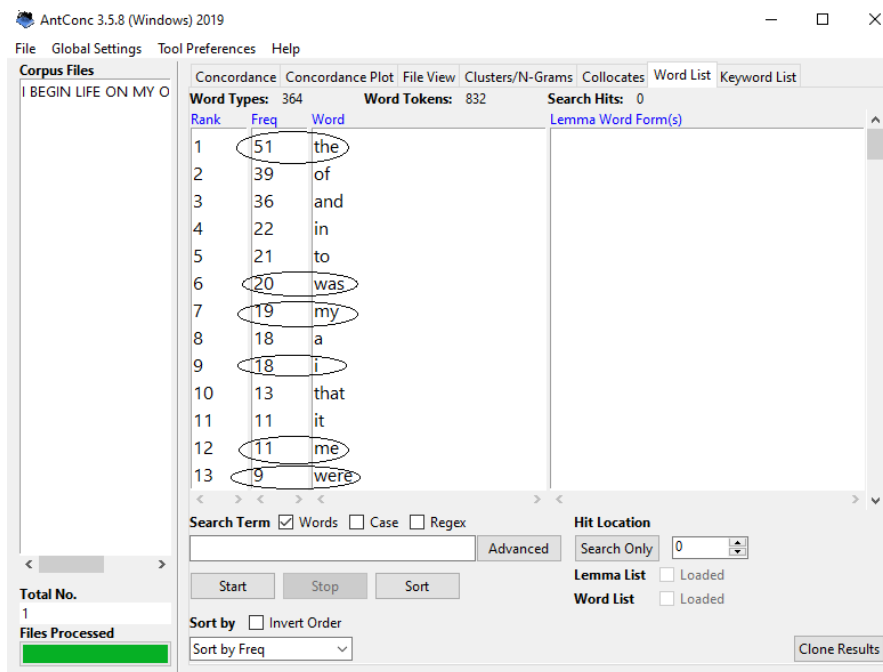 AntConc 3.5.8 (Windows) 2019
File Global Settings Tool Preferences Help
Corpus Files
I BEGIN LIFE ON MY O
Concordance Concordance Plot File View Clusters/N-Grams Collocates Word List Keyword List
Word Types: 364 Word Tokens: 832 Search Hits: 0
Rank Freq Word Lemma Word Form(s)
1 51 the
2 39 of
3 36 and
4 22 in
5 21 to
6 20 was
7 19 my
8 18 a
9 18 i
10 13 that
11 11 it
12 11 me
13 9 were
Search Term Words Case Regex Hit Location
Advanced Search Only 0
Lemma List Loaded
Start Stop Sort
Word List Loaded
Total No.
1
Files Processed
Sort by Invert Order
Sort by Freq Clone Results